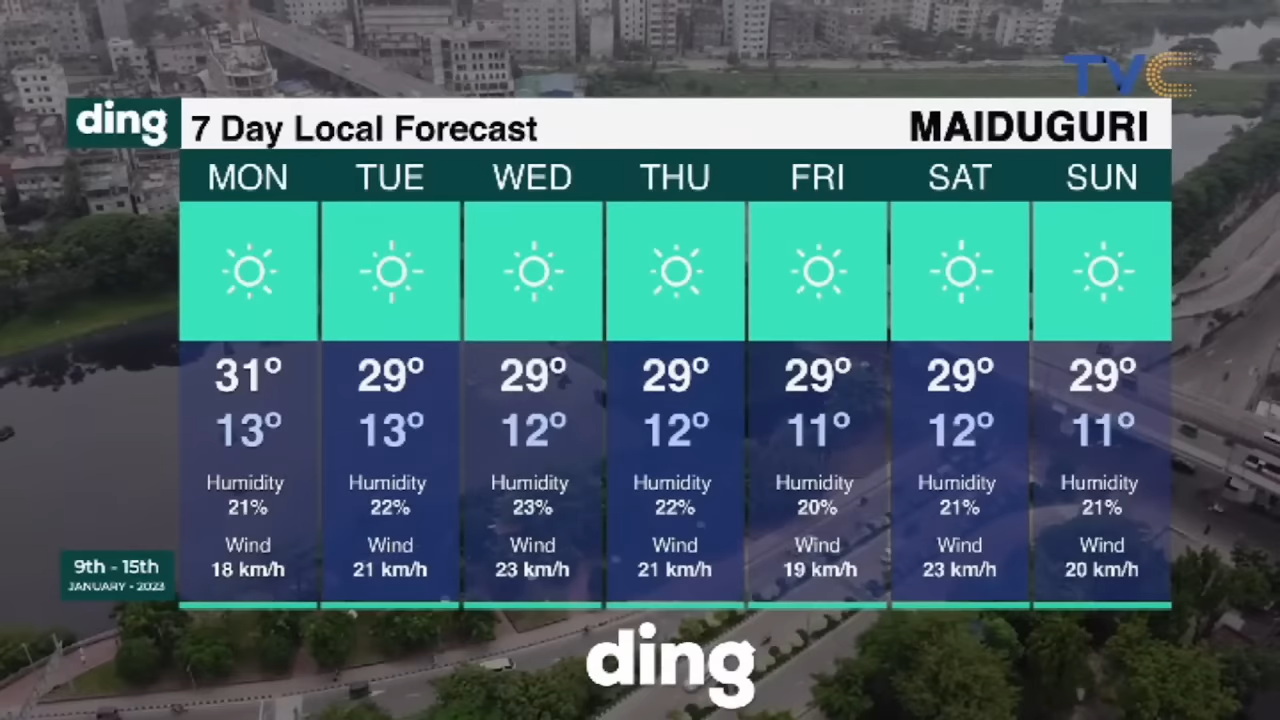 TVC
ding 7 Day Local Forecast MAIDUGURI
MON TUE WED THU FRI SAT SUN
31° 29° 29° 29° 29° 29° 29°
13° 13° 12° 12° 11° 12° 11°
Humidity Humidity Humidity Humidity Humidity Humidity Humidity
21% 22% 23% 22% 20% 21% 21%
Wind Wind Wind Wind Wind Wind Wind
18 km/h 21 km/h 23 km/h 21 km/h 19 km/h 23 km/h 20 km/h
9th - 15th
JANUARY - 2023
ding